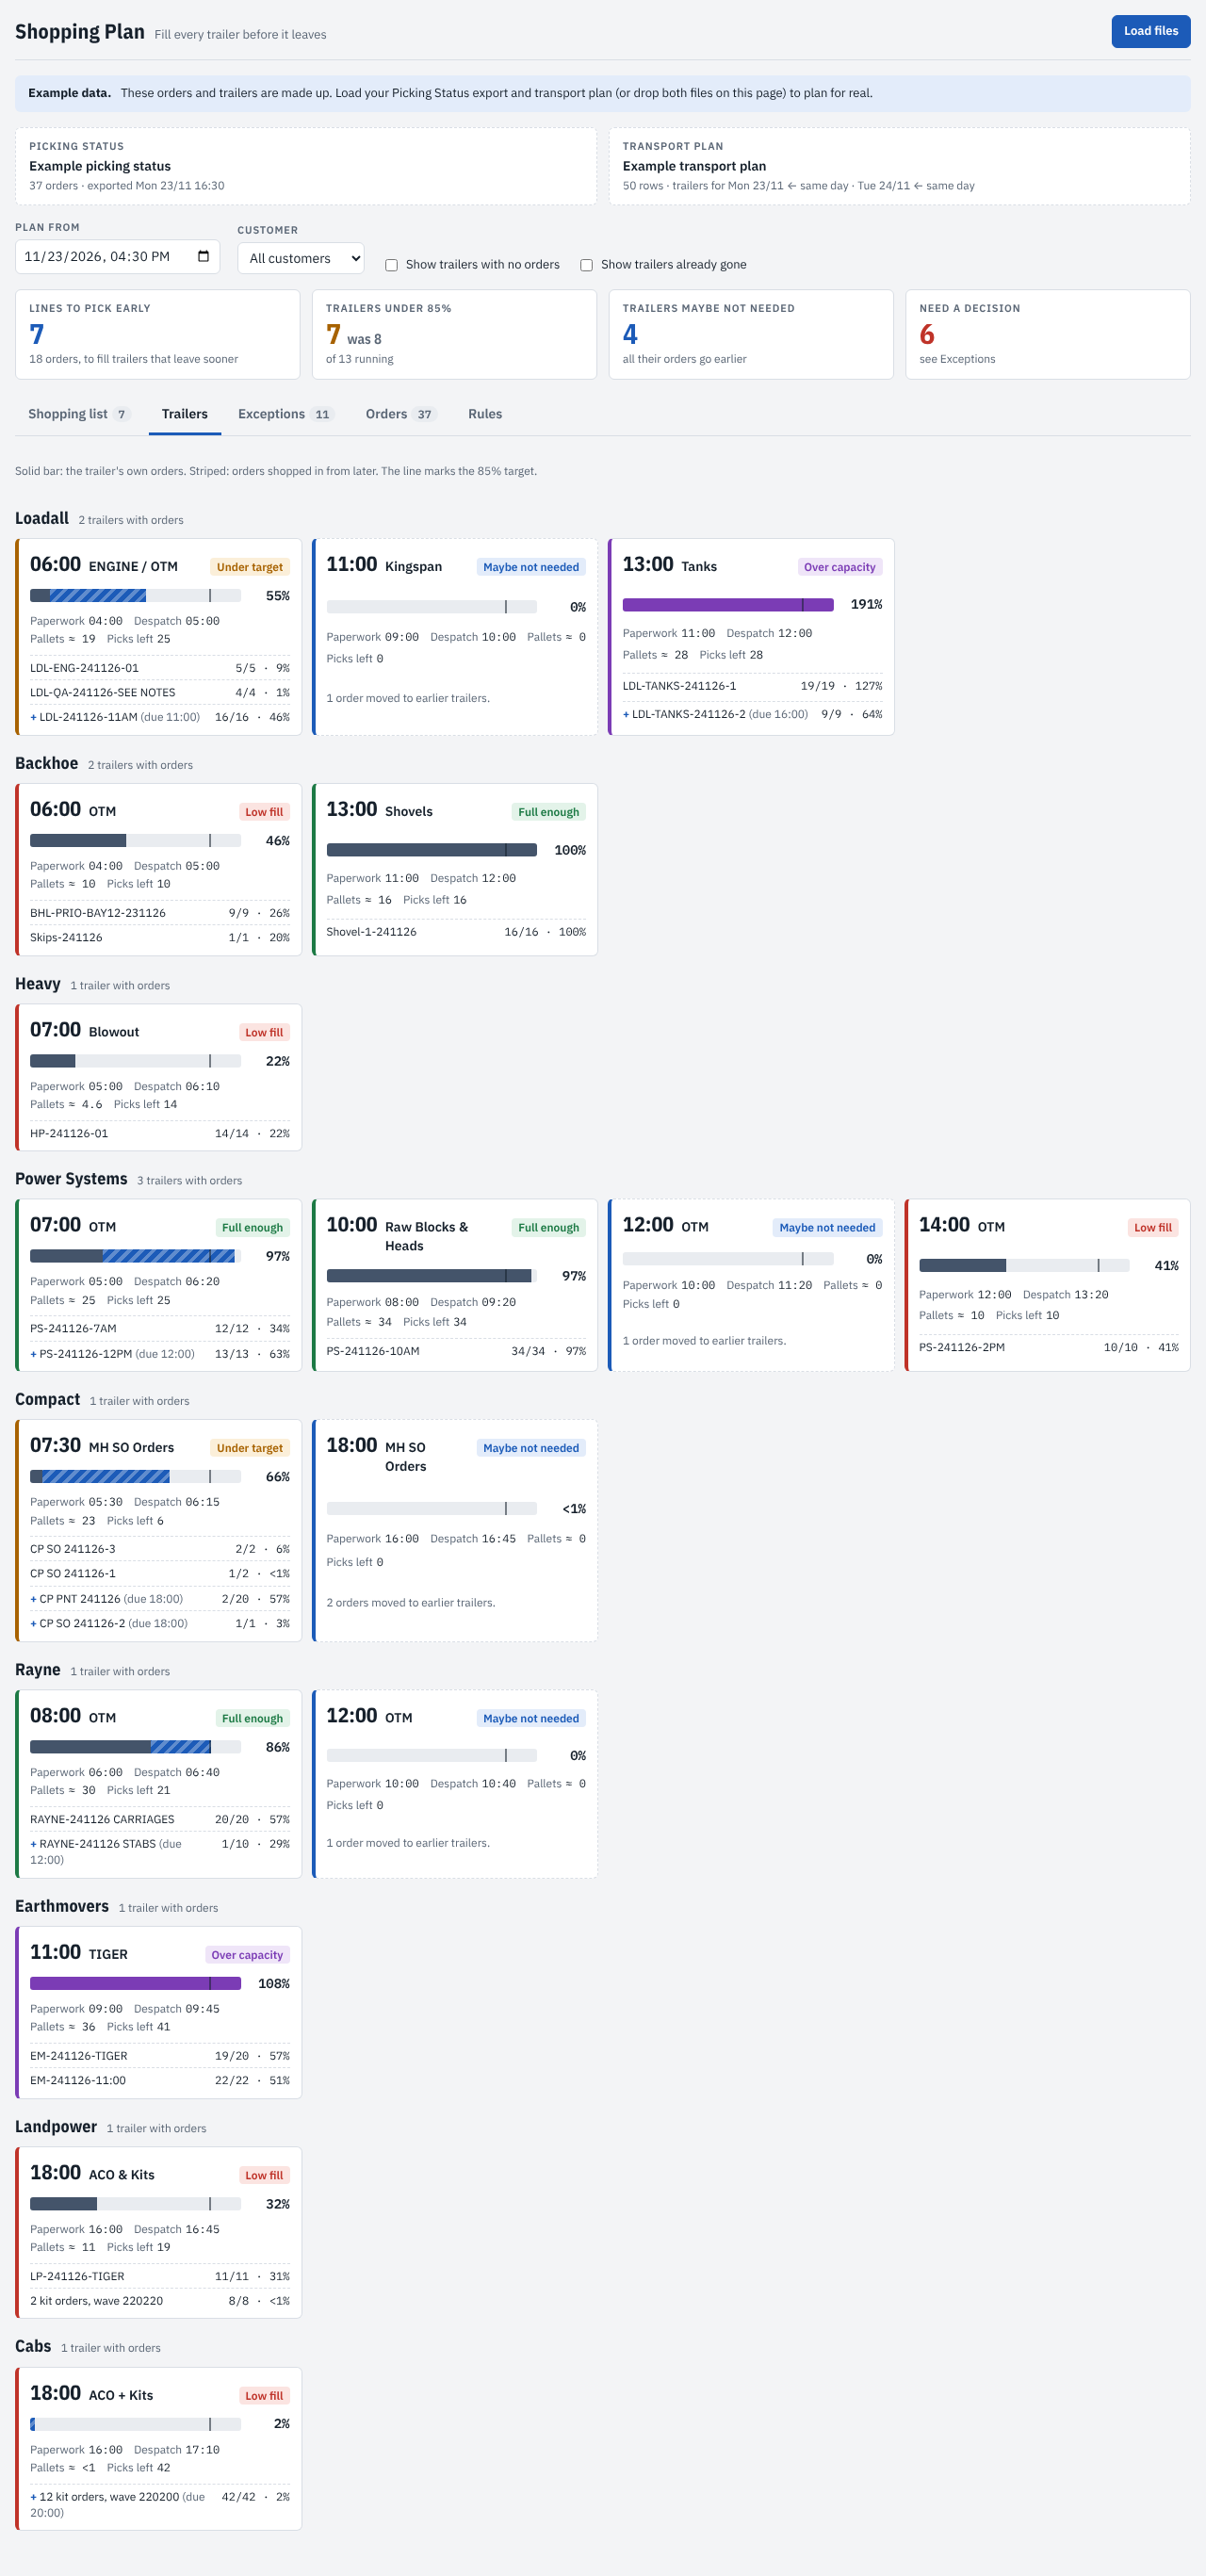 Shopping Plan Fill every trailer before it leaves
Load files
Example data. These orders and trailers are made up. Load your Picking Status export and transport plan (or drop both files on this page) to plan for real.
PICKING STATUS
Example picking status
37 orders · exported Mon 23/11 16:30
TRANSPORT PLAN
Example transport plan
50 rows · trailers for Mon 23/11 ← same day · Tue 24/11 ← same day
PLAN FROM
11/23/2026, 04:30 PM
CUSTOMER
All customers
Show trailers with no orders
Show trailers already gone
LINES TO PICK EARLY
7
18 orders, to fill trailers that leave sooner
TRAILERS UNDER 85%
7 was 8
of 13 running
TRAILERS MAYBE NOT NEEDED
4
all their orders go earlier
NEED A DECISION
6
see Exceptions
Shopping list 7
Trailers
Exceptions 11
Orders 37
Rules
Solid bar: the trailer's own orders. Striped: orders shopped in from later. The line marks the 85% target.
Loadall 2 trailers with orders
06:00 ENGINE / OTM Under target
55%
Paperwork 04:00 Despatch 05:00
Pallets ≈ 19 Picks left 25
LDL-ENG-241126-01 5/5 · 9%
LDL-QA-241126-SEE NOTES 4/4 · 1%
+ LDL-241126-11AM (due 11:00) 16/16 · 46%
11:00 Kingspan Maybe not needed
0%
Paperwork 09:00 Despatch 10:00 Pallets ≈ 0
Picks left 0
1 order moved to earlier trailers.
13:00 Tanks Over capacity
191%
Paperwork 11:00 Despatch 12:00
Pallets ≈ 28 Picks left 28
LDL-TANKS-241126-1 19/19 · 127%
+ LDL-TANKS-241126-2 (due 16:00) 9/9 · 64%
Backhoe 2 trailers with orders
06:00 OTM Low fill
46%
Paperwork 04:00 Despatch 05:00
Pallets ≈ 10 Picks left 10
BHL-PRIO-BAY12-231126 9/9 · 26%
Skips-241126 1/1 · 20%
13:00 Shovels Full enough
100%
Paperwork 11:00 Despatch 12:00
Pallets ≈ 16 Picks left 16
Shovel-1-241126 16/16 · 100%
Heavy 1 trailer with orders
07:00 Blowout Low fill
22%
Paperwork 05:00 Despatch 06:10
Pallets ≈ 4.6 Picks left 14
HP-241126-01 14/14 · 22%
Power Systems 3 trailers with orders
07:00 OTM Full enough
97%
Paperwork 05:00 Despatch 06:20
Pallets ≈ 25 Picks left 25
PS-241126-7AM 12/12 · 34%
+ PS-241126-12PM (due 12:00) 13/13 · 63%
10:00 Raw Blocks & Full enough
Heads
97%
Paperwork 08:00 Despatch 09:20
Pallets ≈ 34 Picks left 34
PS-241126-10AM 34/34 · 97%
12:00 OTM Maybe not needed
0%
Paperwork 10:00 Despatch 11:20 Pallets ≈ 0
Picks left 0
1 order moved to earlier trailers.
14:00 OTM Low fill
41%
Paperwork 12:00 Despatch 13:20
Pallets ≈ 10 Picks left 10
PS-241126-2PM 10/10 · 41%
Compact 1 trailer with orders
07:30 MH SO Orders Under target
66%
Paperwork 05:30 Despatch 06:15
Pallets ≈ 23 Picks left 6
CP SO 241126-3 2/2 · 6%
CP SO 241126-1 1/2 · <1%
+ CP PNT 241126 (due 18:00) 2/20 · 57%
+ CP SO 241126-2 (due 18:00) 1/1 · 3%
18:00 MH SO Maybe not needed
Orders
<1%
Paperwork 16:00 Despatch 16:45 Pallets ≈ 0
Picks left 0
2 orders moved to earlier trailers.
Rayne 1 trailer with orders
08:00 OTM Full enough
86%
Paperwork 06:00 Despatch 06:40
Pallets ≈ 30 Picks left 21
RAYNE-241126 CARRIAGES 20/20 · 57%
+ RAYNE-241126 STABS (due 1/10 · 29%
12:00)
12:00 OTM Maybe not needed
0%
Paperwork 10:00 Despatch 10:40 Pallets ≈ 0
Picks left 0
1 order moved to earlier trailers.
Earthmovers 1 trailer with orders
11:00 TIGER Over capacity
108%
Paperwork 09:00 Despatch 09:45
Pallets ≈ 36 Picks left 41
EM-241126-TIGER 19/20 · 57%
EM-241126-11:00 22/22 · 51%
Landpower 1 trailer with orders
18:00 ACO & Kits Low fill
32%
Paperwork 16:00 Despatch 16:45
Pallets ≈ 11 Picks left 19
LP-241126-TIGER 11/11 · 31%
2 kit orders, wave 220220 8/8 · <1%
Cabs 1 trailer with orders
18:00 ACO + Kits Low fill
2%
Paperwork 16:00 Despatch 17:10
Pallets ≈ <1 Picks left 42
+ 12 kit orders, wave 220200 (due 42/42 · 2%
20:00)